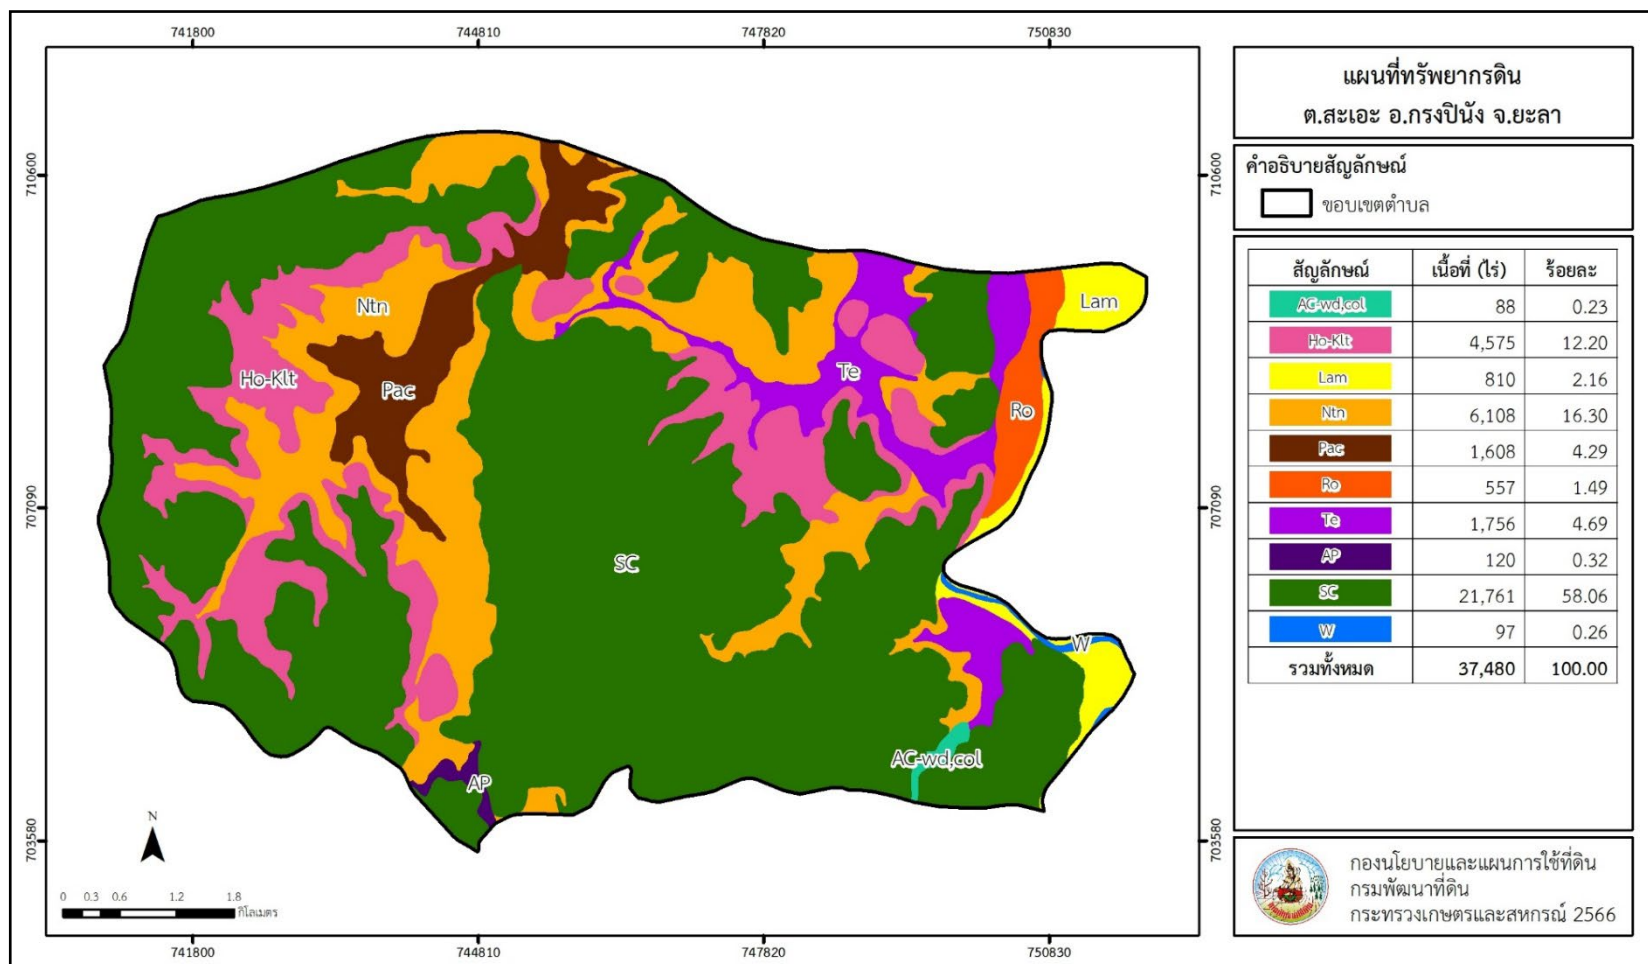 741800 744810 747820 750830
710600 710600
707090 707090
703580 703580
741800 744810 747820 750830
Ntn
Ho-Klt
Pac
SC
Te
Ro
Lam
W
AC-wd,col
AP
N
0 0.3 0.6 1.2 1.8
กิโลเมตร
แผนที่ทรัพยากรดิน
ต.สะเอะ อ.กรงปินัง จ.ยะลา
คำอธิบายสัญลักษณ์
ขอบเขตตำบล
สัญลักษณ์ เนื้อที่ (ไร่) ร้อยละ
AC-wd,col 88 0.23
Ho-Klt 4,575 12.20
Lam 810 2.16
Ntn 6,108 16.30
Pac 1,608 4.29
Ro 557 1.49
Te 1,756 4.69
AP 120 0.32
SC 21,761 58.06
W 97 0.26
รวมทั้งหมด 37,480 100.00
กองนโยบายและแผนการใช้ที่ดิน
กรมพัฒนาที่ดิน
กระทรวงเกษตรและสหกรณ์ 2566